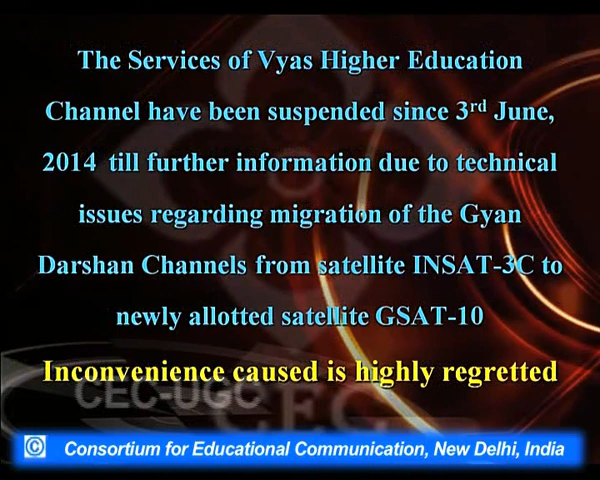 The Services of Vyas Higher Education
Channel have been suspended since 3rd June,
2014 till further information due to technical
issues regarding migration of the Gyan
Darshan Channels from satellite INSAT-3C to
newly allotted satellite GSAT-10
Inconvenience caused is highly regretted
CEC-UGC
CEC
© Consortium for Educational Communication, New Delhi, India